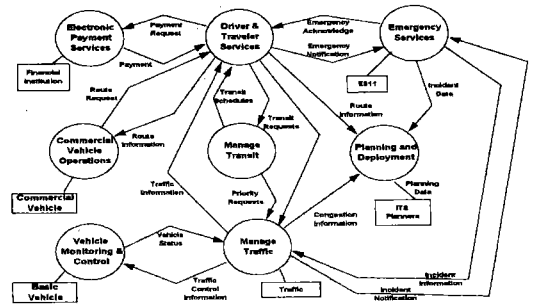 Electronic
Payment
Services
Payment
Request
Driver &
Traveler
Services
Emergency
Acknowledge
Emergency
Services
Emergency
Notification
Payment
Financial
Institution
E911
Route
Request
Transit
Schedules
Route
Information
Incident
Data
Commercial
Vehicle
Operations
Route
Information
Manage
Transit
Transit
Requests
Planning and
Deployment
Traffic
Information
Priority
Requests
Planning
Data
Commercial
Vehicle
ITS
Planners
Congestion
Information
Vehicle
Monitoring &
Control
Vehicle
Status
Manage
Traffic
Basic
Vehicle
Traffic
Control
Information
Traffic
Incident
Information
Incident
Notification